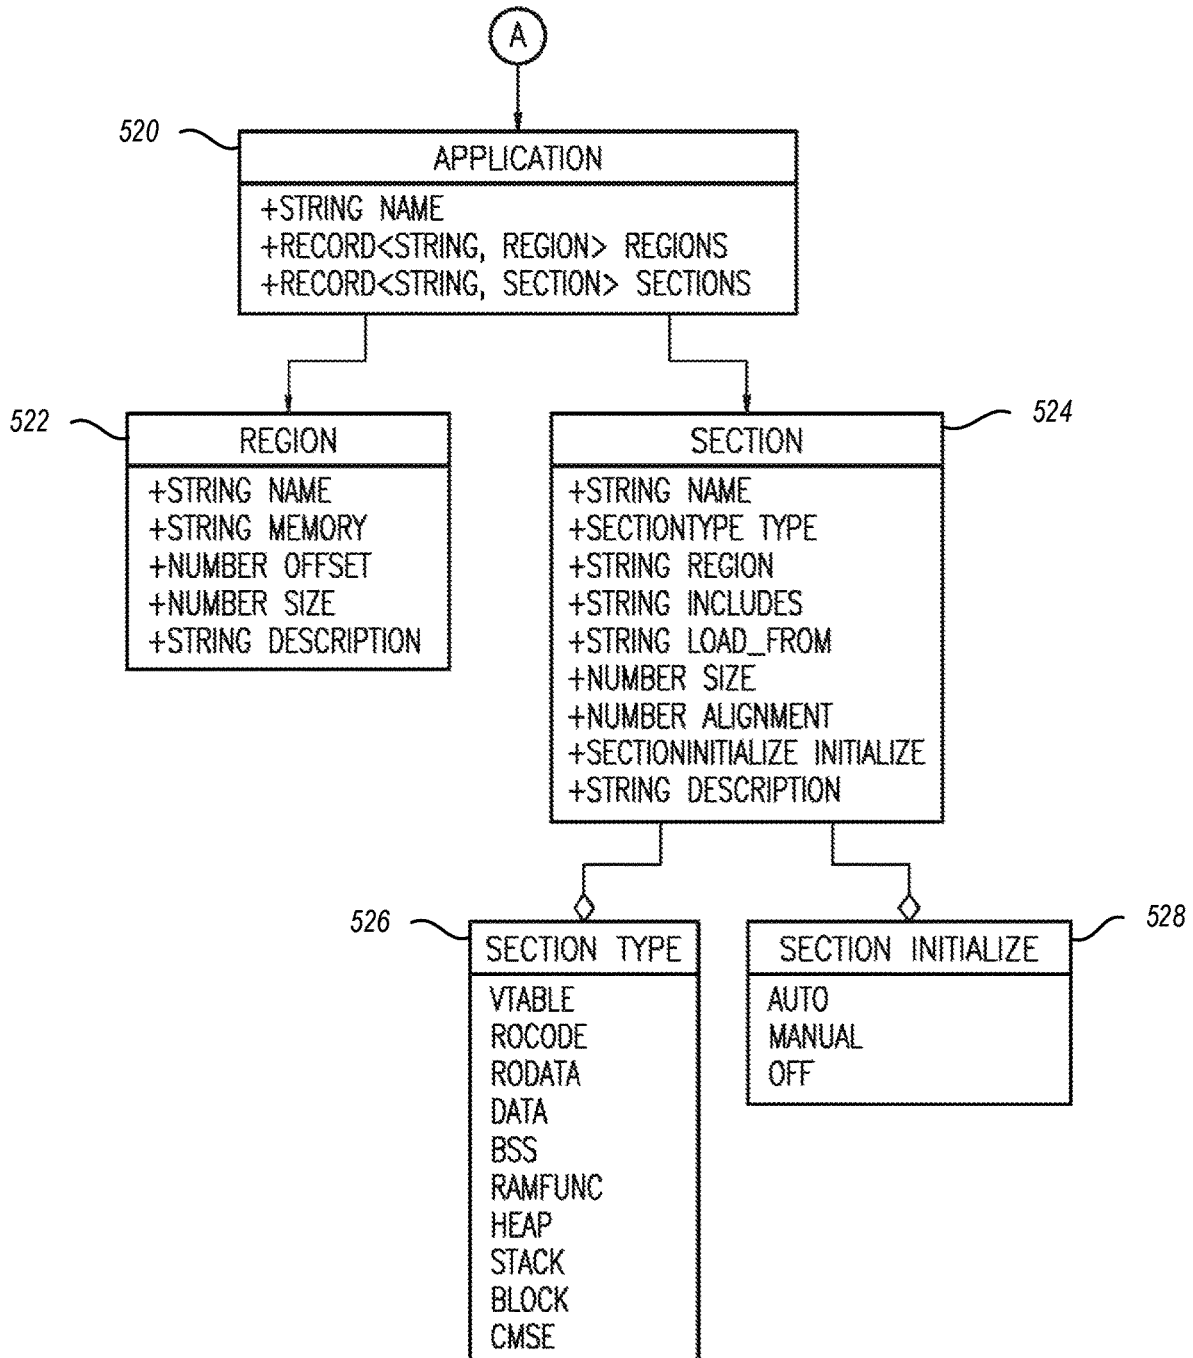 A
520
APPLICATION
+STRING NAME
+RECORD<STRING, REGION> REGIONS
+RECORD<STRING, SECTION> SECTIONS
522
REGION
+STRING NAME
+STRING MEMORY
+NUMBER OFFSET
+NUMBER SIZE
+STRING DESCRIPTION
524
SECTION
+STRING NAME
+SECTIONTYPE TYPE
+STRING REGION
+STRING INCLUDES
+STRING LOAD_FROM
+NUMBER SIZE
+NUMBER ALIGNMENT
+SECTIONINITIALIZE INITIALIZE
+STRING DESCRIPTION
526
SECTION TYPE
VTABLE
ROCODE
RODATA
DATA
BSS
RAMFUNC
HEAP
STACK
BLOCK
CMSE
528
SECTION INITIALIZE
AUTO
MANUAL
OFF